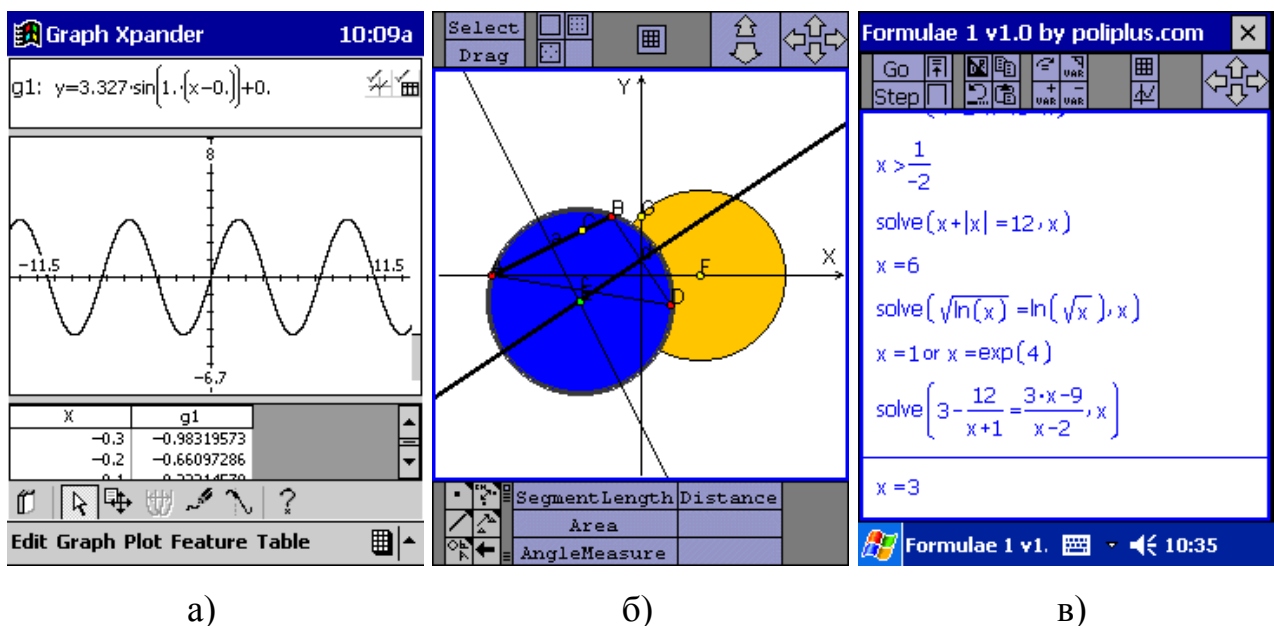 Graph Xpander 10:09a
g1: y=3.327·sin(1.·(x−0.))+0.
8
−11.5 11.5
−6.7
X g1
−0.3 −0.98319573
−0.2 −0.66097286
?
Edit Graph Plot Feature Table
а)
Select
Drag
Y
B G
C
a
X
E F
D
SegmentLength Distance
Area
AngleMeasure
б)
Formulae 1 v1.0 by poliplus.com
Go VAR
Step VAR VAR
x>1/-2
solve(x+|x|=12,x)
x=6
solve(√ln(x)=ln(√x),x)
x=1 or x=exp(4)
solve(3-12/(x+1)=(3·x-9)/(x-2),x)
x=3
Formulae 1 v1. 10:35
в)